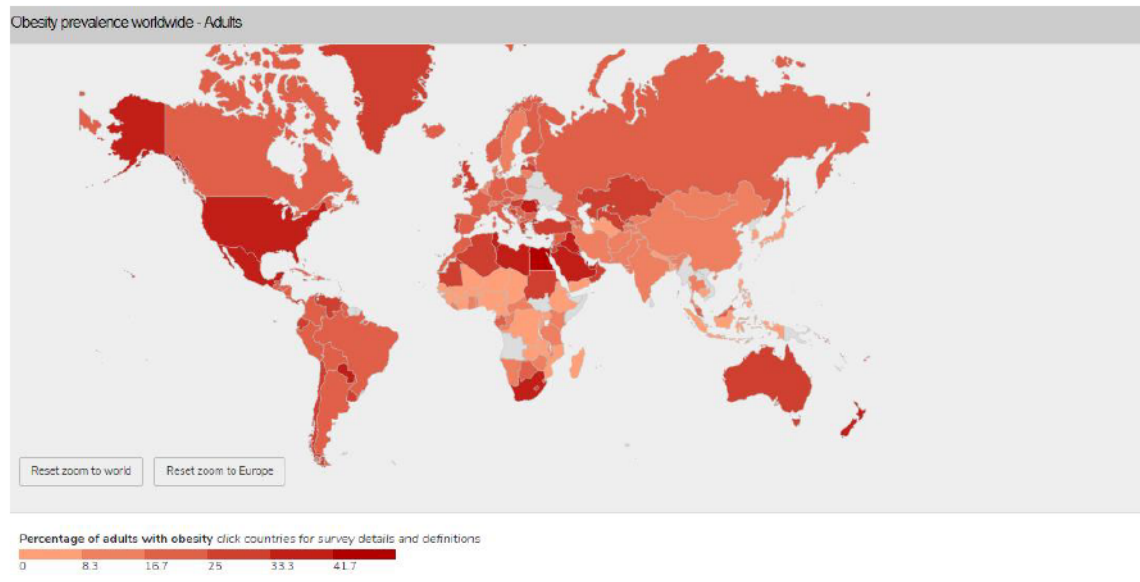 Obesity prevalence worldwide - Adults
Reset zoom to world Reset zoom to Europe
Percentage of adults with obesity click countries for survey details and definitions
0 8.3 16.7 25 33.3 41.7